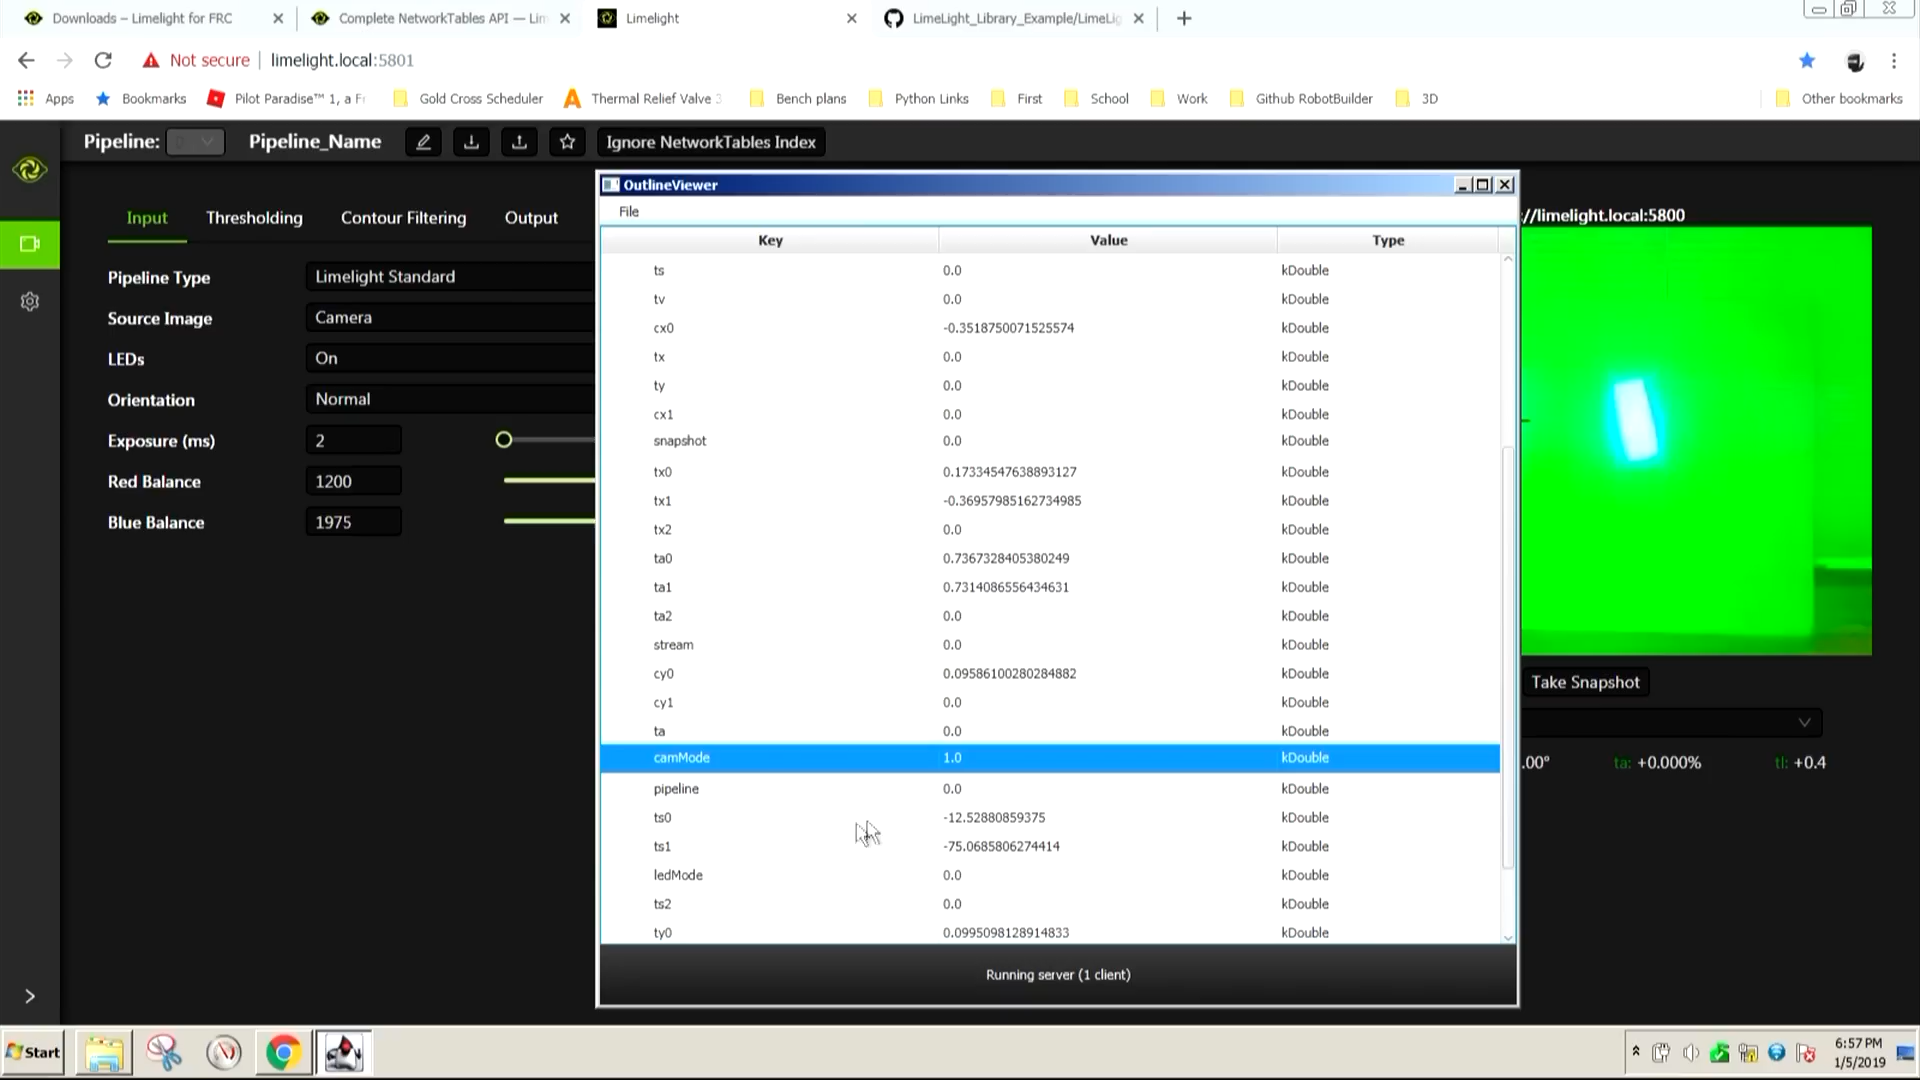 Downloads – Limelight for FRC
Complete NetworkTables API — Lim
Limelight
LimeLight_Library_Example/LimeLig
Not secure
limelight.local:5801
Apps
Bookmarks
Pilot Paradise™ 1, a Fr
Gold Cross Scheduler
Thermal Relief Valve 3
Bench plans
Python Links
First
School
Work
Github RobotBuilder
3D
Other bookmarks
Pipeline:
Pipeline_Name
Ignore NetworkTables Index
Input
Thresholding
Contour Filtering
Output
Pipeline Type
Limelight Standard
Source Image
Camera
LEDs
On
Orientation
Normal
Exposure (ms)
2
Red Balance
1200
Blue Balance
1975
OutlineViewer
File
Key Value Type
ts 0.0 kDouble
tv 0.0 kDouble
cx0 -0.3518750071525574 kDouble
tx 0.0 kDouble
ty 0.0 kDouble
cx1 0.0 kDouble
snapshot 0.0 kDouble
tx0 0.17334547638893127 kDouble
tx1 -0.36957985162734985 kDouble
tx2 0.0 kDouble
ta0 0.7367328405380249 kDouble
ta1 0.7314086556434631 kDouble
ta2 0.0 kDouble
stream 0.0 kDouble
cy0 0.09586100280284882 kDouble
cy1 0.0 kDouble
ta 0.0 kDouble
camMode 1.0 kDouble
pipeline 0.0 kDouble
ts0 -12.52880859375 kDouble
ts1 -75.0685806274414 kDouble
ledMode 0.0 kDouble
ts2 0.0 kDouble
ty0 0.0995098128914833 kDouble
Running server (1 client)
://limelight.local:5800
Take Snapshot
.00°
ta: +0.000%
tl: +0.4
Start
6:57 PM
1/5/2019